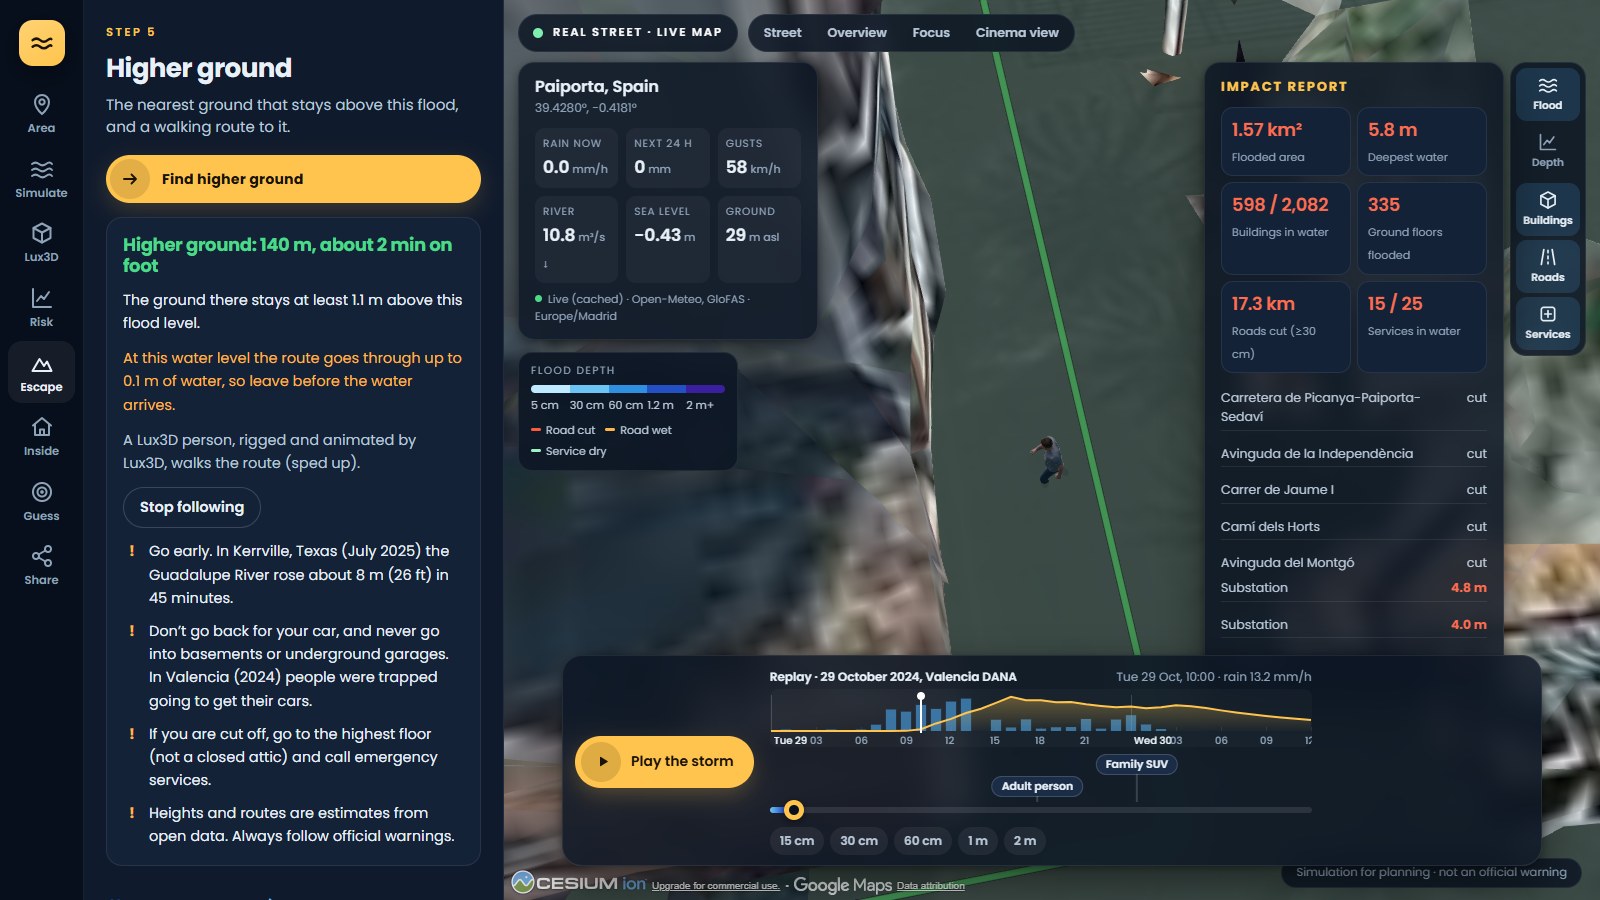 Area
Simulate
Lux3D
Risk
Escape
Inside
Guess
Share
STEP 5
Higher ground
The nearest ground that stays above this flood,
and a walking route to it.
Find higher ground
Higher ground: 140 m, about 2 min on
foot
The ground there stays at least 1.1 m above this
flood level.
At this water level the route goes through up to
0.1 m of water, so leave before the water
arrives.
A Lux3D person, rigged and animated by
Lux3D, walks the route (sped up).
Stop following
! Go early. In Kerrville, Texas (July 2025) the
Guadalupe River rose about 8 m (26 ft) in
45 minutes.
! Don't go back for your car, and never go
into basements or underground garages.
In Valencia (2024) people were trapped
going to get their cars.
! If you are cut off, go to the highest floor
(not a closed attic) and call emergency
services.
! Heights and routes are estimates from
open data. Always follow official warnings.
REAL STREET · LIVE MAP
Street Overview Focus Cinema view
Paiporta, Spain
39.4280°, -0.4181°
RAIN NOW NEXT 24 H GUSTS
0.0 mm/h 0 mm 58 km/h
RIVER SEA LEVEL GROUND
10.8 m³/s −0.43 m 29 m asl
↓
Live (cached) · Open-Meteo, GloFAS ·
Europe/Madrid
FLOOD DEPTH
5 cm 30 cm 60 cm 1.2 m 2 m+
Road cut Road wet
Service dry
IMPACT REPORT
1.57 km² 5.8 m
Flooded area Deepest water
598 / 2,082 335
Buildings in water Ground floors
flooded
17.3 km 15 / 25
Roads cut (≥30 Services in water
cm)
Carretera de Picanya-Paiporta- cut
Sedaví
Avinguda de la Independència cut
Carrer de Jaume I cut
Camí dels Horts cut
Avinguda del Montgó cut
Substation 4.8 m
Substation 4.0 m
Flood
Depth
Buildings
Roads
Services
Play the storm
Replay · 29 October 2024, Valencia DANA Tue 29 Oct, 10:00 · rain 13.2 mm/h
Tue 29 03 06 09 12 15 18 21 Wed 30 03 06 09 12
Family SUV
Adult person
15 cm 30 cm 60 cm 1 m 2 m
CESIUM ion Upgrade for commercial use. · Google Maps Data attribution
Simulation for planning · not an official warning